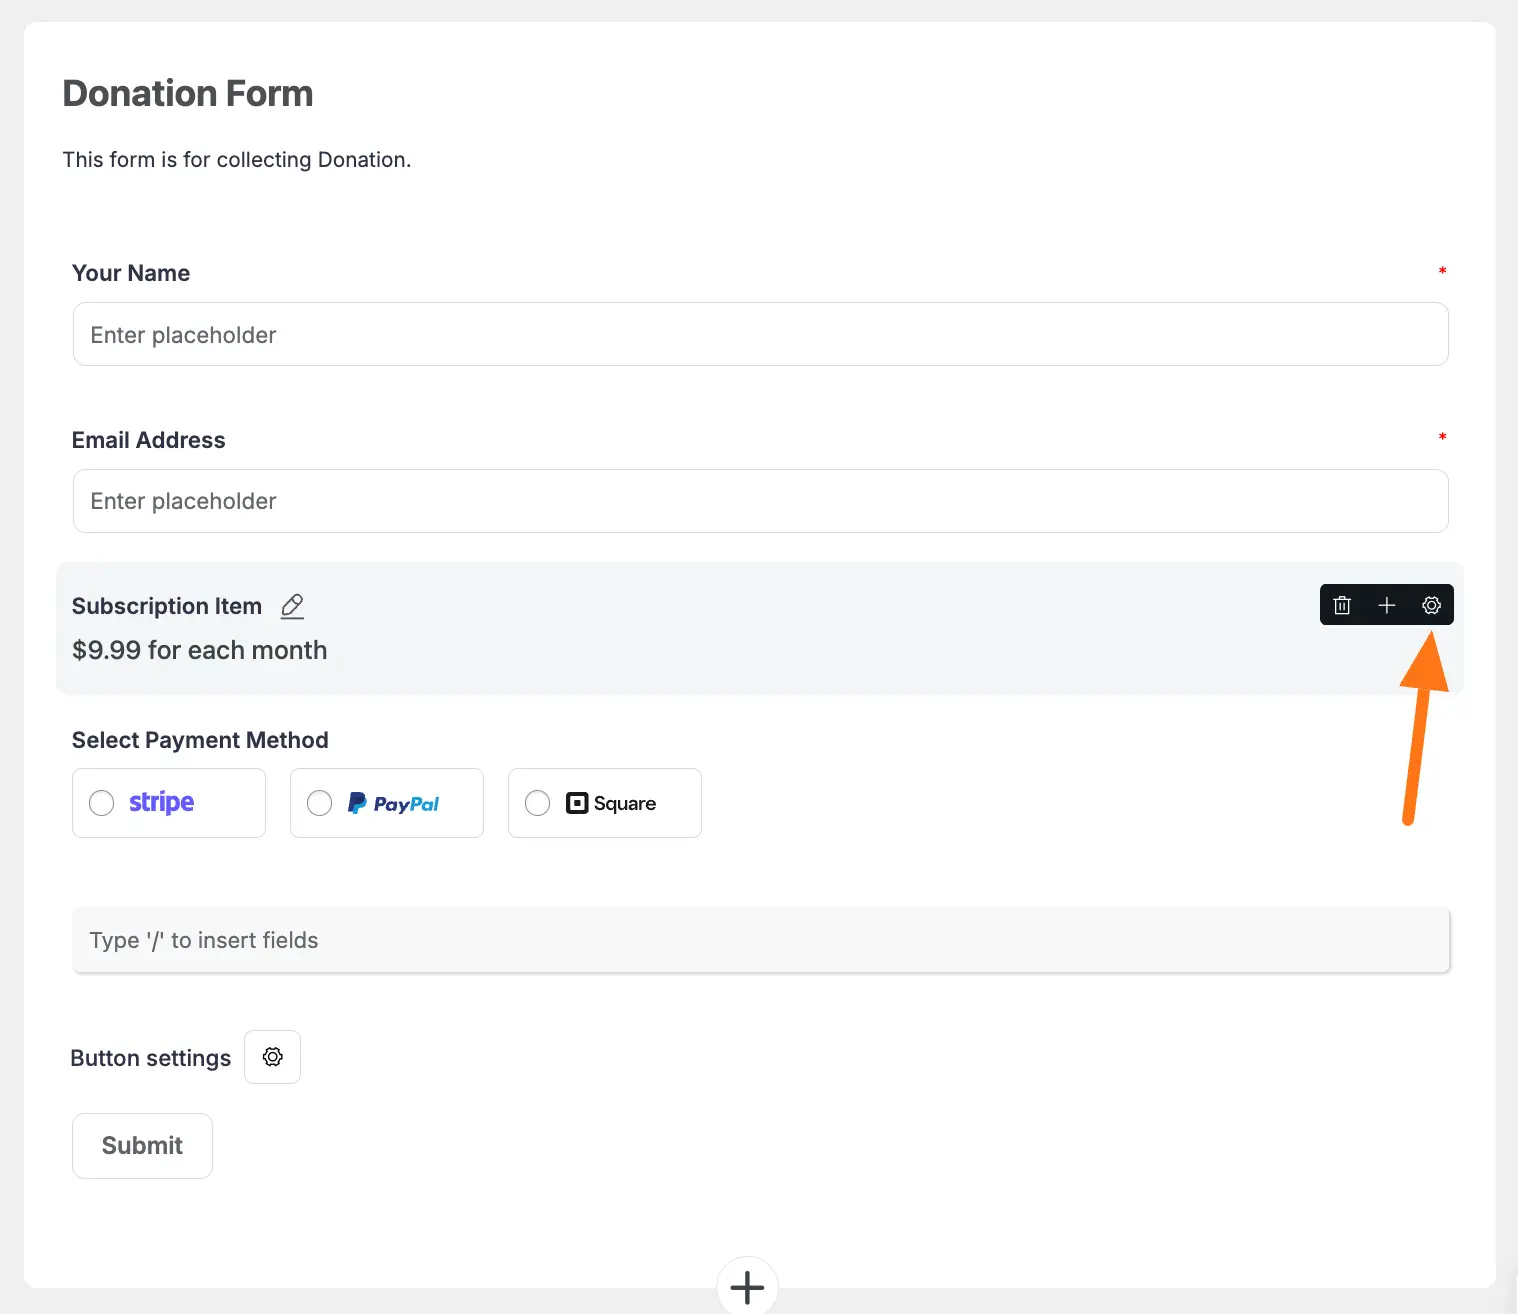 Donation Form
This form is for collecting Donation.
Your Name *
Enter placeholder
Email Address *
Enter placeholder
Subscription Item
$9.99 for each month
Select Payment Method
stripe PayPal Square
Type '/' to insert fields
Button settings
Submit